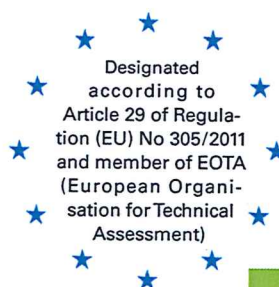 Designated
according to
Article 29 of Regula-
tion (EU) No 305/2011
and member of EOTA
(European Organi-
sation for Technical
Assessment)